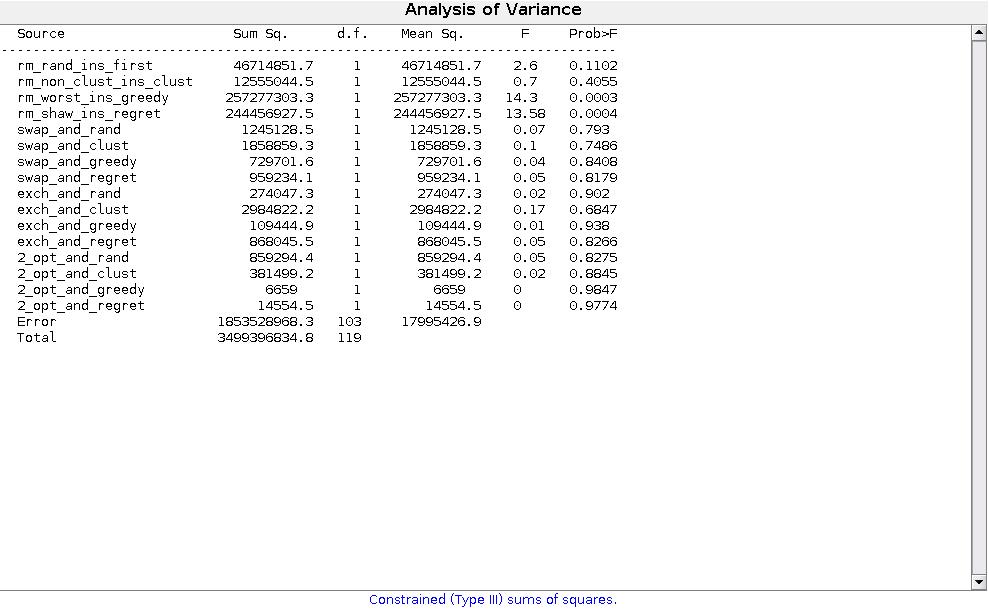 Analysis of Variance
Source Sum Sq. d.f. Mean Sq. F Prob>F
rm_rand_ins_first 46714851.7 1 46714851.7 2.6 0.1102
rm_non_clust_ins_clust 12555044.5 1 12555044.5 0.7 0.4055
rm_worst_ins_greedy 257277303.3 1 257277303.3 14.3 0.0003
rm_shaw_ins_regret 244456927.5 1 244456927.5 13.58 0.0004
swap_and_rand 1245128.5 1 1245128.5 0.07 0.793
swap_and_clust 1858859.3 1 1858859.3 0.1 0.7486
swap_and_greedy 729701.6 1 729701.6 0.04 0.8408
swap_and_regret 959234.1 1 959234.1 0.05 0.8179
exch_and_rand 274047.3 1 274047.3 0.02 0.902
exch_and_clust 2984822.2 1 2984822.2 0.17 0.6847
exch_and_greedy 109444.9 1 109444.9 0.01 0.938
exch_and_regret 868045.5 1 868045.5 0.05 0.8266
2_opt_and_rand 859294.4 1 859294.4 0.05 0.8275
2_opt_and_clust 381499.2 1 381499.2 0.02 0.8845
2_opt_and_greedy 6659 1 6659 0 0.9847
2_opt_and_regret 14554.5 1 14554.5 0 0.9774
Error 1853528968.3 103 17995426.9
Total 3499396834.8 119
Constrained (Type III) sums of squares.